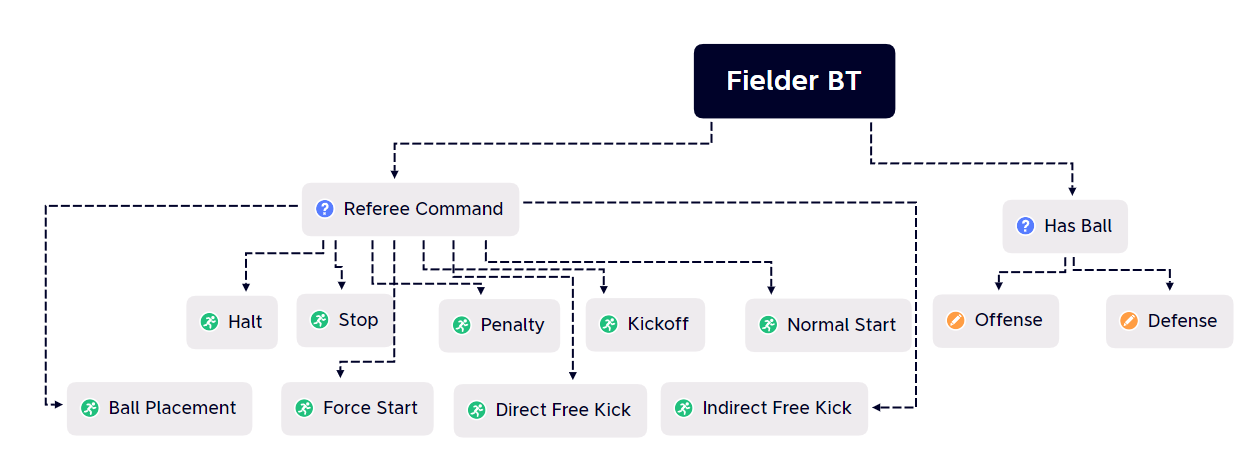 Fielder BT
Referee Command
Has Ball
Halt
Stop
Penalty
Kickoff
Normal Start
Offense
Defense
Ball Placement
Force Start
Direct Free Kick
Indirect Free Kick